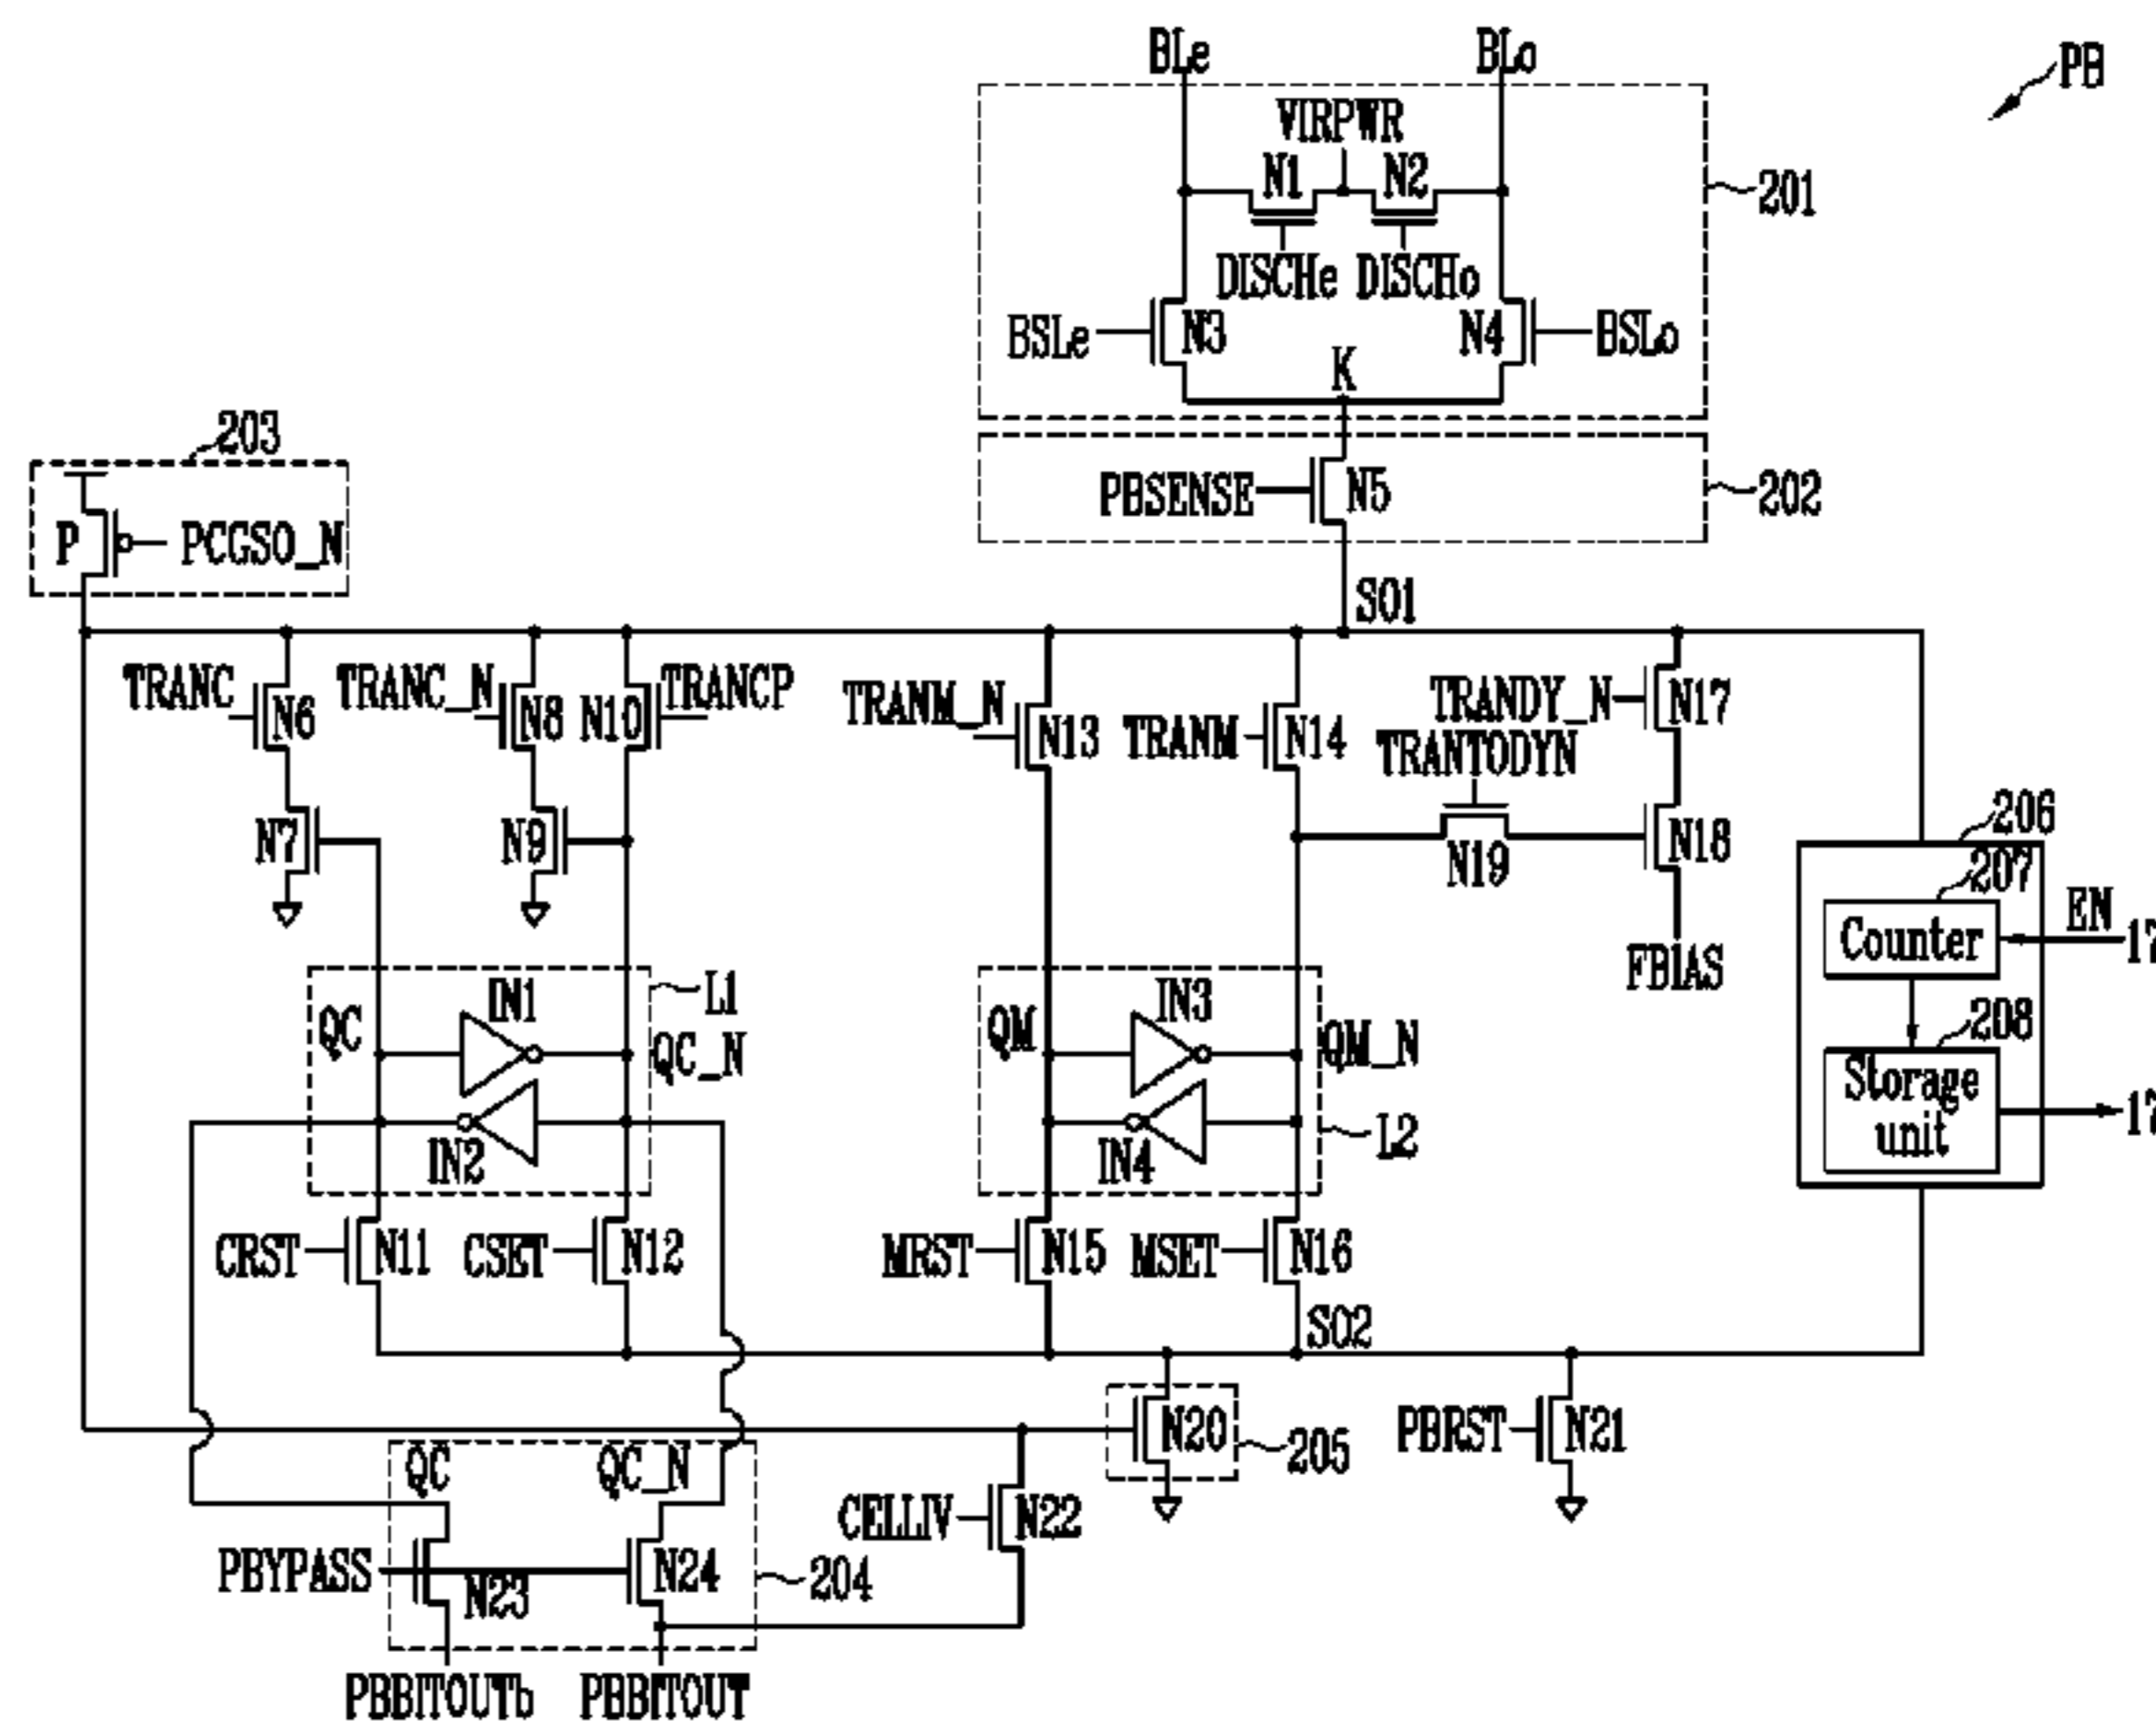 BLe BLo PB
VIRPWR
N1 N2 201
DISCHe DISCHo
BSLe N3 N4 BSLo
K
203
PBSENSE N5 202
P PCGSO_N
SO1
TRANC TRANC_N TRANCP TRANM_N TRANDY_N N17
N6 N8 N10 N13 TRANM N14
TRANTODYN
N7 N9 N19 N18 206
207
Counter EN 17
FBIAS
L1 IN1 IN3
QC QC_N QM QM_N 208
Storage
unit 17
IN2 IN4 L2
CRST N11 CSET N12 MRST N15 MSET N16
SO2
QC QC_N N20 205 PBRST N21
CELLIV N22
PBYPASS N23 N24 204
PBBITOUTb PBBITOUT